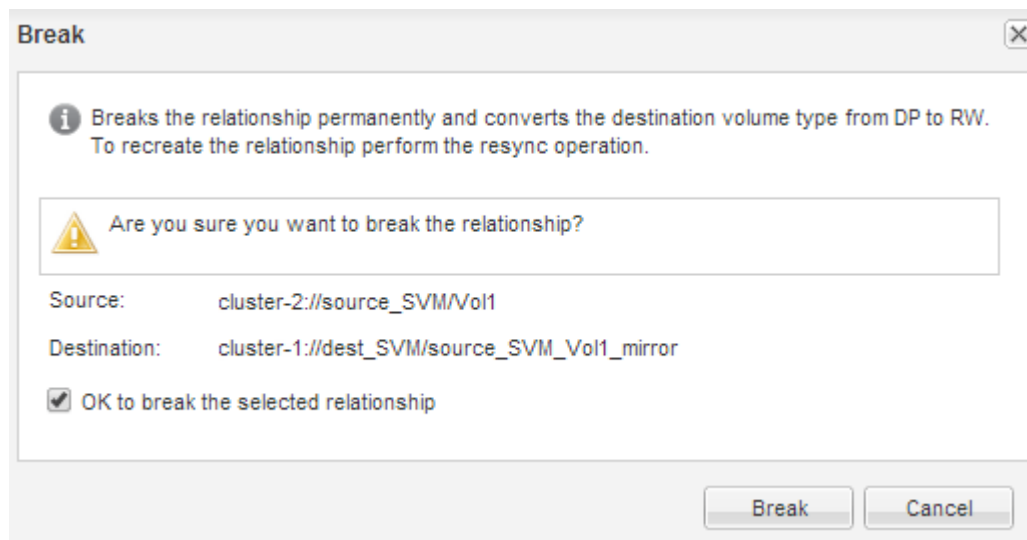 Break
Breaks the relationship permanently and converts the destination volume type from DP to RW.
To recreate the relationship perform the resync operation.
Are you sure you want to break the relationship?
Source: cluster-2://source_SVM/Vol1
Destination: cluster-1://dest_SVM/source_SVM_Vol1_mirror
OK to break the selected relationship
Break Cancel